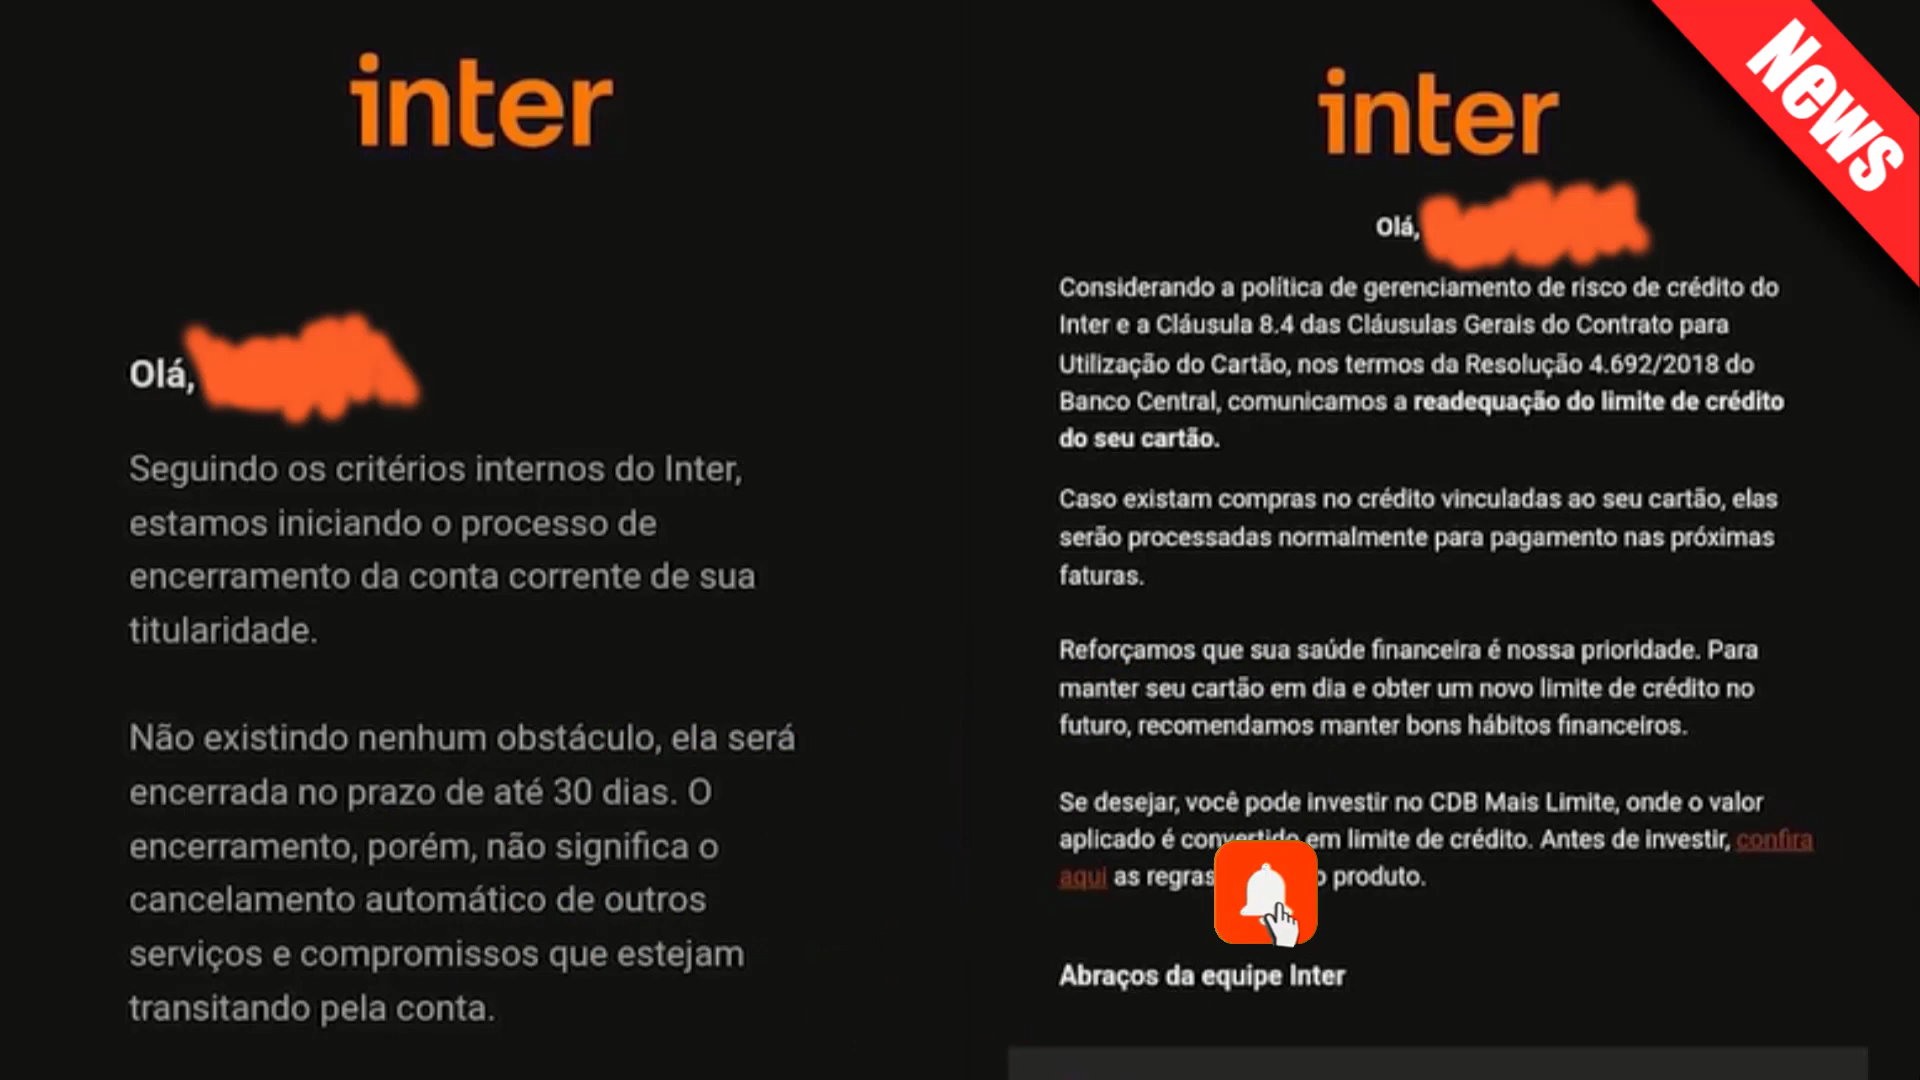 inter
Olá,
Seguindo os critérios internos do Inter,
estamos iniciando o processo de
encerramento da conta corrente de sua
titularidade.
Não existindo nenhum obstáculo, ela será
encerrada no prazo de até 30 dias. O
encerramento, porém, não significa o
cancelamento automático de outros
serviços e compromissos que estejam
transitando pela conta.
inter
Olá,
Considerando a política de gerenciamento de risco de crédito do
Inter e a Cláusula 8.4 das Cláusulas Gerais do Contrato para
Utilização do Cartão, nos termos da Resolução 4.692/2018 do
Banco Central, comunicamos a readequação do limite de crédito
do seu cartão.
Caso existam compras no crédito vinculadas ao seu cartão, elas
serão processadas normalmente para pagamento nas próximas
faturas.
Reforçamos que sua saúde financeira é nossa prioridade. Para
manter seu cartão em dia e obter um novo limite de crédito no
futuro, recomendamos manter bons hábitos financeiros.
Se desejar, você pode investir no CDB Mais Limite, onde o valor
aplicado é convertido em limite de crédito. Antes de investir, confira
aqui as regras produto.
Abraços da equipe Inter
News